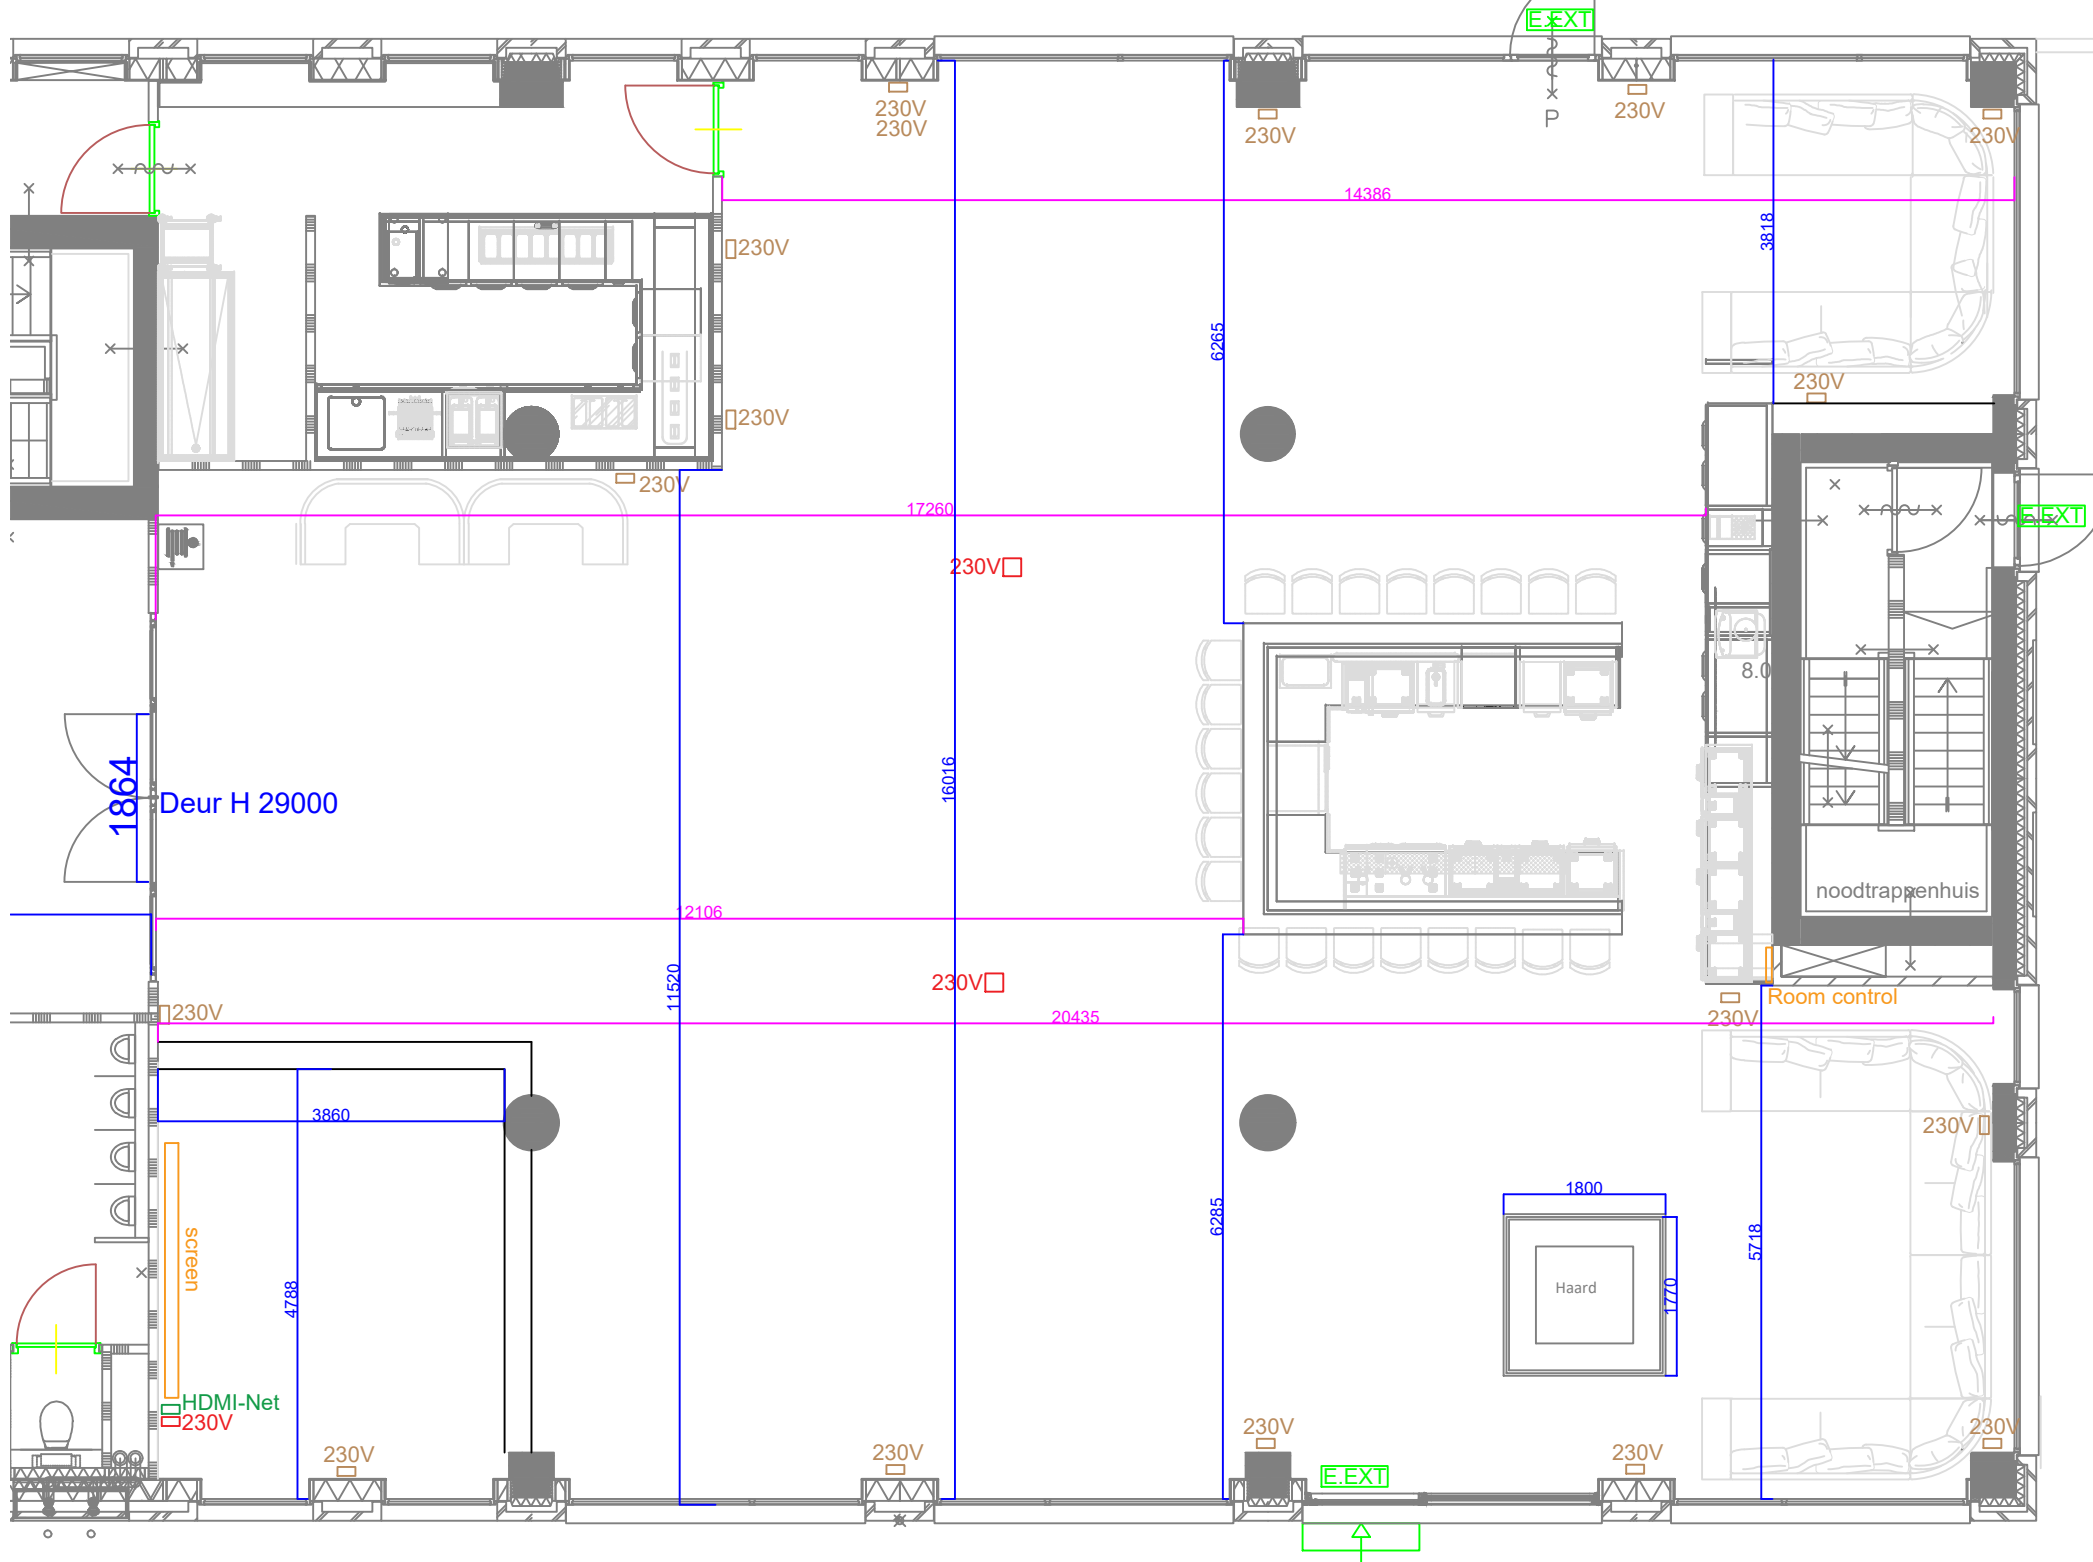 E.EXT
230V
230V
230V
P
230V
230V
14386
3818
230V
6265
230V
230V
230V
17260
E.EXT
230V
8.0
1864
Deur H 29000
16016
noodtrappenhuis
12106
11520
230V
Room control
230V
20435
230V
3860
230V
screen
1800
6285
5718
4788
1770
Haard
HDMI-Net
230V
230V
230V
230V
230V
230V
E.EXT